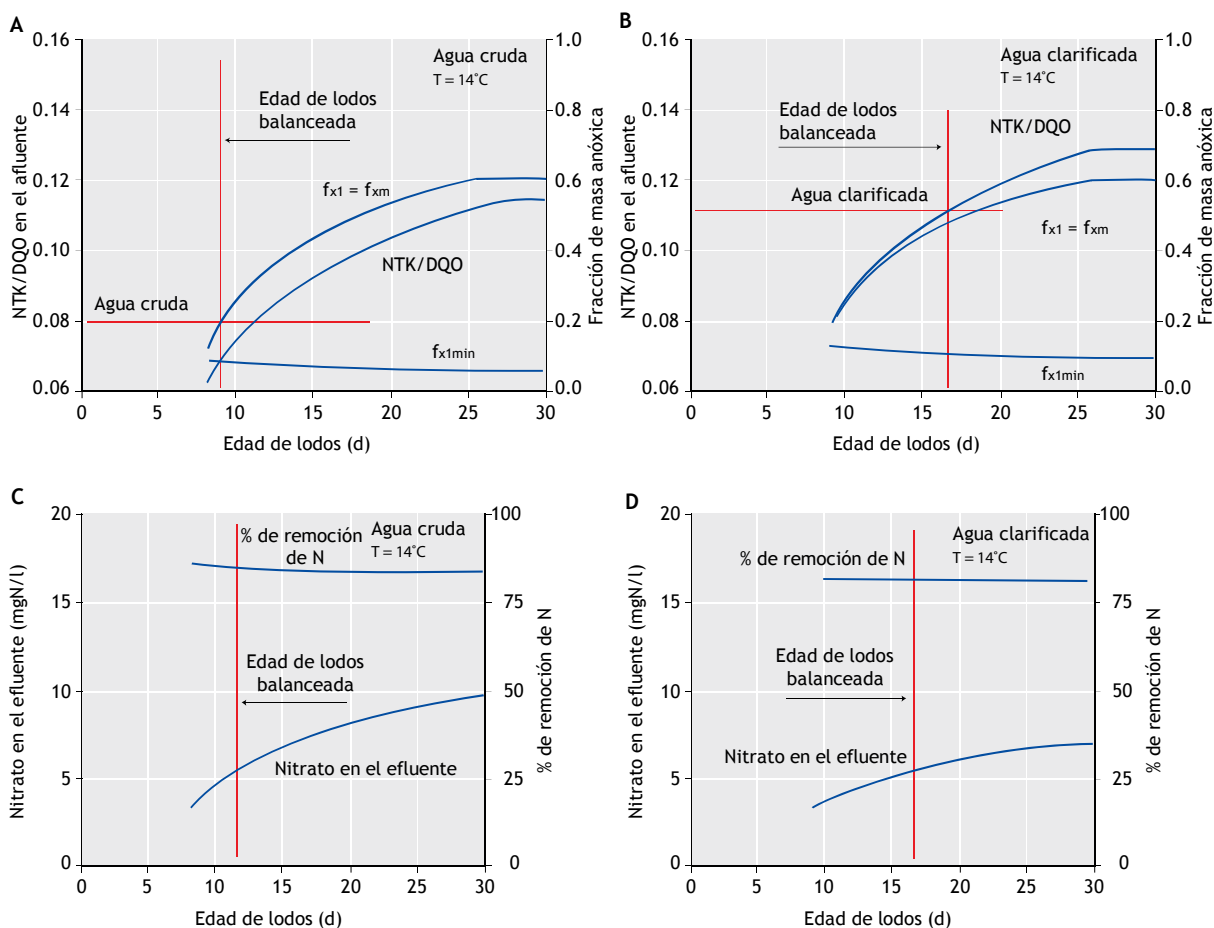 A
0.16
0.14
0.12
0.10
0.08
0.06
NTK/DQO en el afluente
Agua cruda
T = 14°C
Edad de lodos
balanceada
fx1 = fxm
NTK/DQO
Agua cruda
fx1min
1.0
0.8
0.6
0.4
0.2
0.0
Fracción de masa anóxica
0 5 10 15 20 25 30
Edad de lodos (d)
B
0.16
0.14
0.12
0.10
0.08
0.06
NTK/DQO en el afluente
Agua clarificada
T = 14°C
Edad de lodos
balanceada
NTK/DQO
Agua clarificada
fx1 = fxm
fx1min
1.0
0.8
0.6
0.4
0.2
0.0
Fracción de masa anóxica
0 5 10 15 20 25 30
Edad de lodos (d)
C
20
15
10
5
0
Nitrato en el efluente (mgN/l)
% de remoción
de N
Agua cruda
T = 14°C
Edad de lodos
balanceada
Nitrato en el efluente
100
75
50
25
0
% de remoción de N
0 5 10 15 20 25 30
Edad de lodos (d)
D
20
15
10
5
0
Nitrato en el efluente (mgN/l)
Agua clarificada
T = 14°C
% de remoción de N
Edad de lodos
balanceada
Nitrato en el efluente
100
75
50
25
0
% de remoción de N
0 5 10 15 20 25 30
Edad de lodos (d)